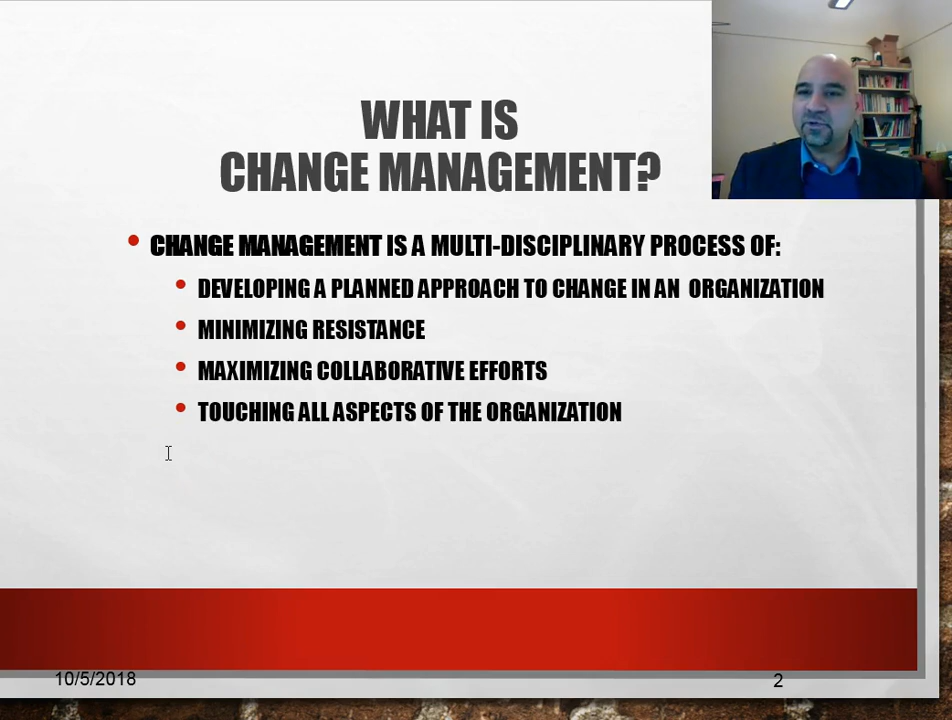 WHAT IS
CHANGE MANAGEMENT?
• CHANGE MANAGEMENT IS A MULTI-DISCIPLINARY PROCESS OF:
• DEVELOPING A PLANNED APPROACH TO CHANGE IN AN ORGANIZATION
• MINIMIZING RESISTANCE
• MAXIMIZING COLLABORATIVE EFFORTS
• TOUCHING ALL ASPECTS OF THE ORGANIZATION
10/5/2018
2